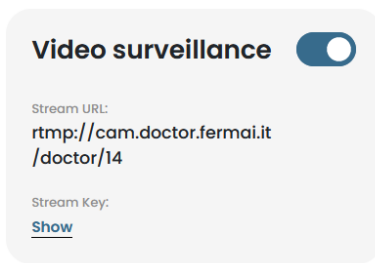 Video surveillance
Stream URL:
rtmp://cam.doctor.fermai.it
/doctor/14
Stream Key:
Show